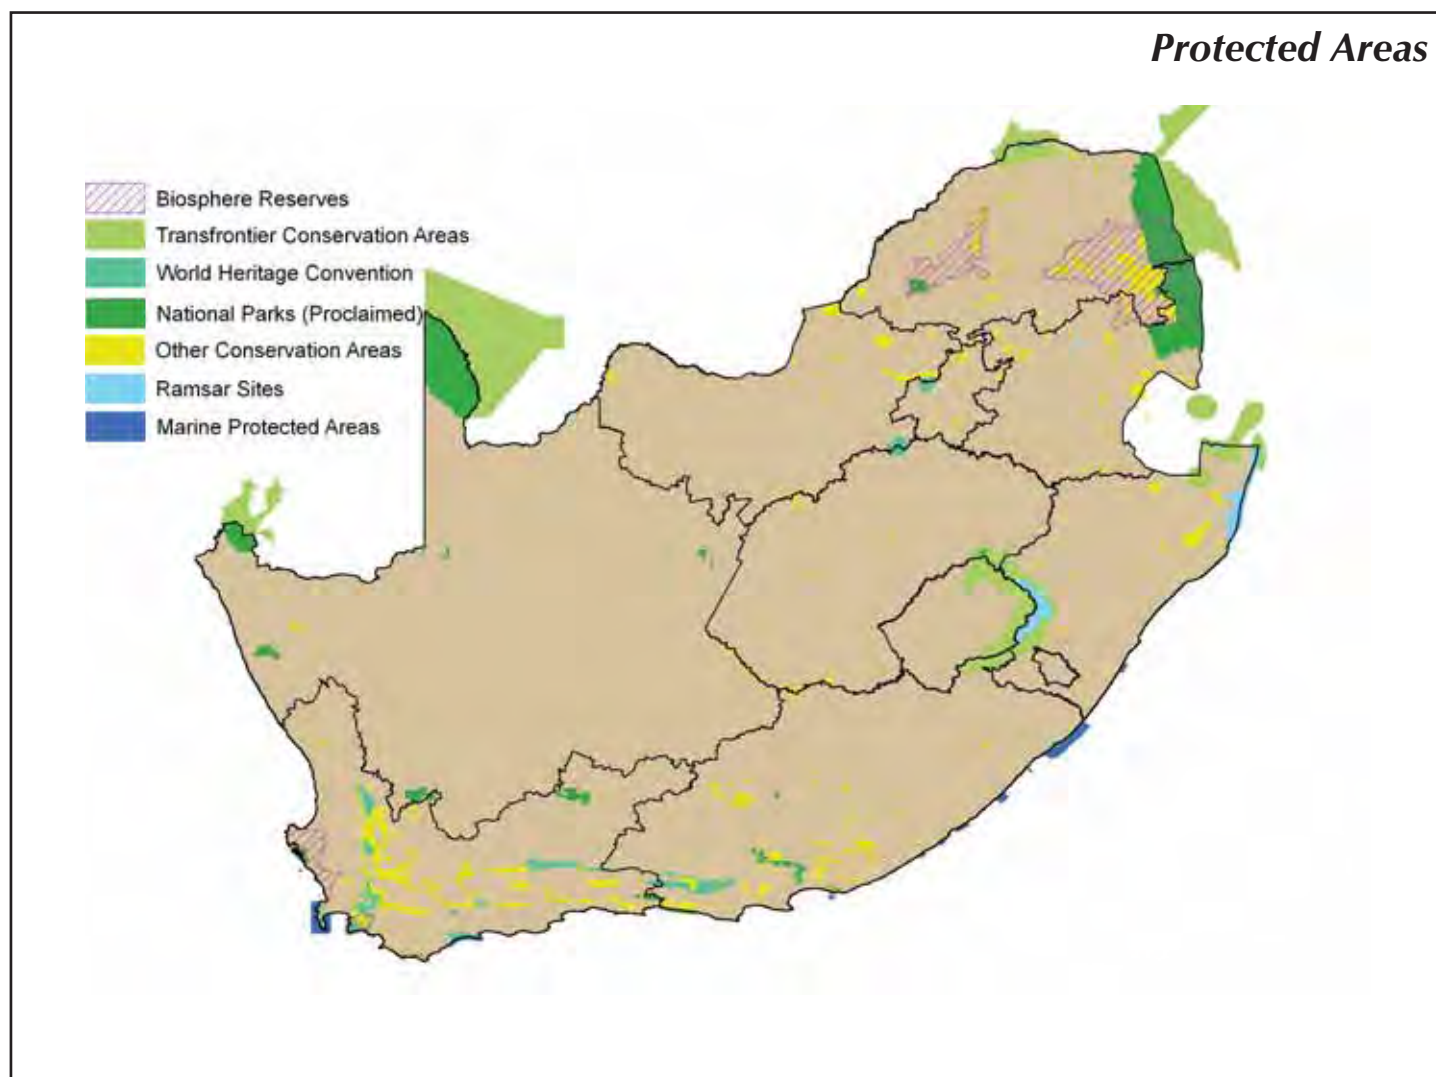 Protected Areas
Biosphere Reserves
Transfrontier Conservation Areas
World Heritage Convention
National Parks (Proclaimed)
Other Conservation Areas
Ramsar Sites
Marine Protected Areas